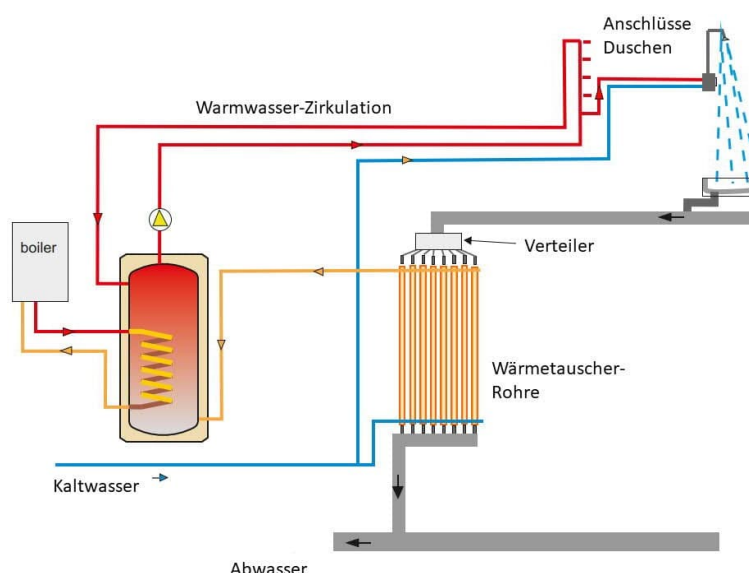 Anschlüsse
Duschen
Warmwasser-Zirkulation
Verteiler
boiler
Wärmetauscher-
Rohre
Kaltwasser
Abwasser